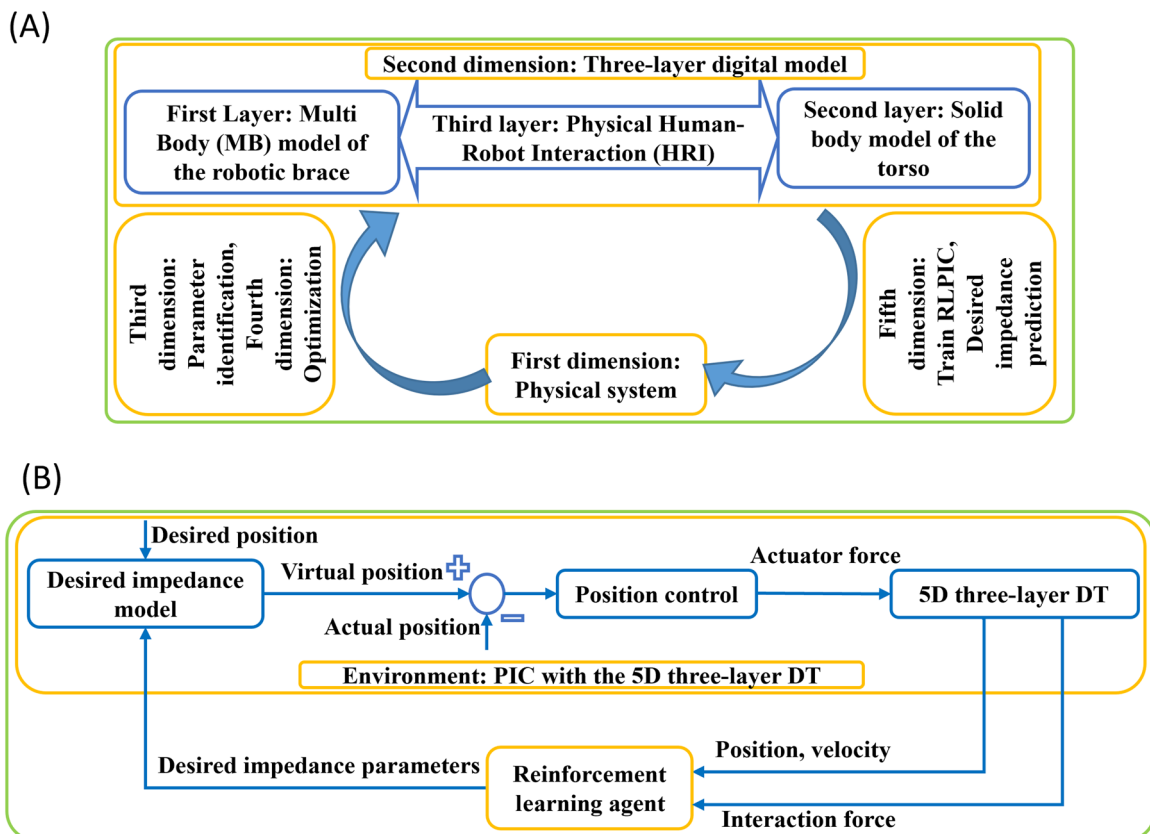 (A)
Second dimension: Three-layer digital model
First Layer: Multi
Body (MB) model of
the robotic brace
Third layer: Physical Human-
Robot Interaction (HRI)
Second layer: Solid
body model of the
torso
Third
dimension:
Parameter
identification,
Fourth
dimension:
Optimization
First dimension:
Physical system
Fifth
dimension:
Train RLPIC,
Desired
impedance
prediction
(B)
Desired position
Desired impedance
model
Virtual position
Actual position
Position control
Actuator force
5D three-layer DT
Environment: PIC with the 5D three-layer DT
Desired impedance parameters
Reinforcement
learning agent
Position, velocity
Interaction force